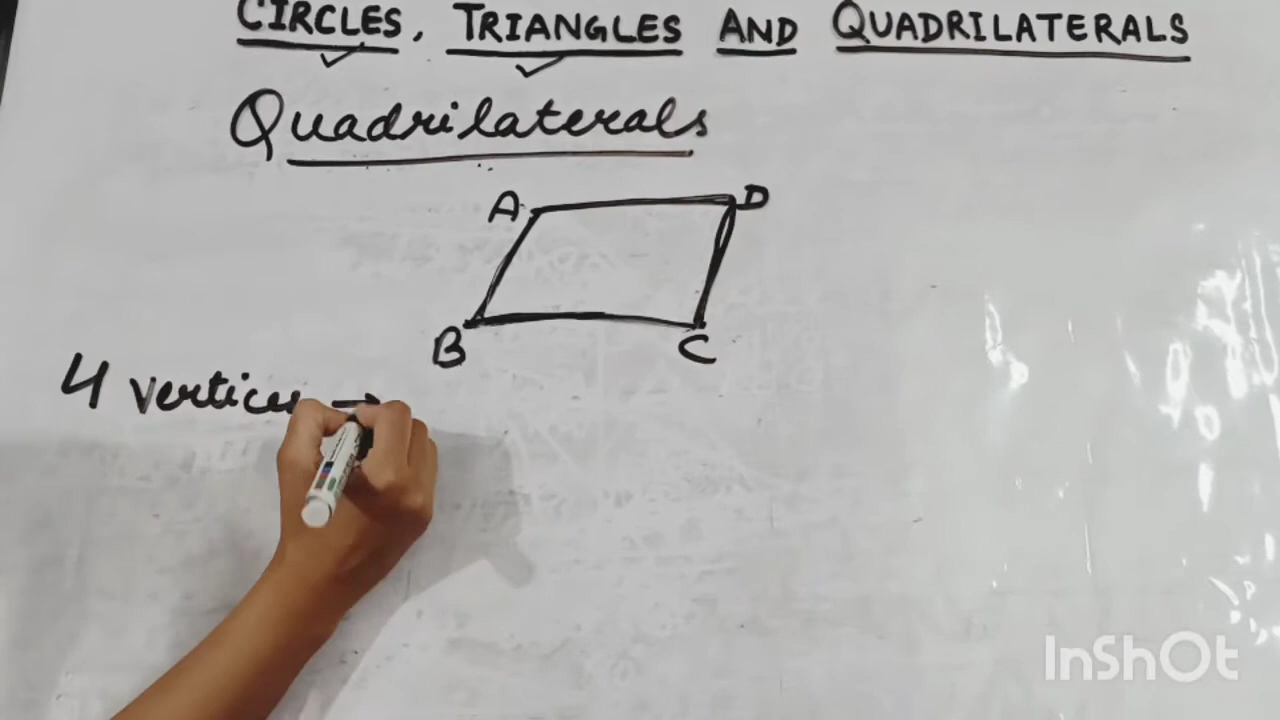 CIRCLES, TRIANGLES AND QUADRILATERALS
Quadrilaterals
A D
B C
4 vertices →
InShOt